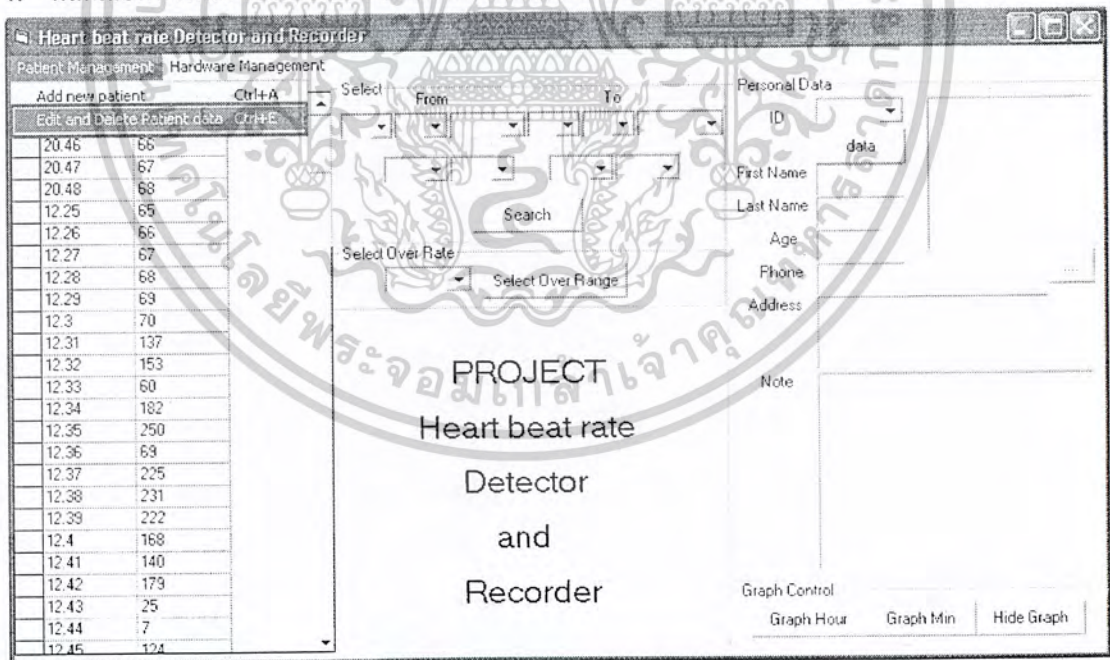 Heart beat rate Detector and Recorder
Patient Management Hardware Management
Add new patient Ctrl+A
Edit and Delete Patient data Ctrl+E
20.46 66
20.47 67
20.48 68
12.25 65
12.26 66
12.27 67
12.28 68
12.29 69
12.3 70
12.31 137
12.32 153
12.33 60
12.34 182
12.35 250
12.36 69
12.37 225
12.38 231
12.39 222
12.4 168
12.41 140
12.42 179
12.43 25
12.44 7
12.45 124
Select From To
Search
Select Over Rate
Select Over Range
PROJECT
Heart beat rate
Detector
and
Recorder
Personal Data
ID
data
First Name
Last Name
Age
Phone
...
Address
Note
Graph Control
Graph Hour Graph Min Hide Graph